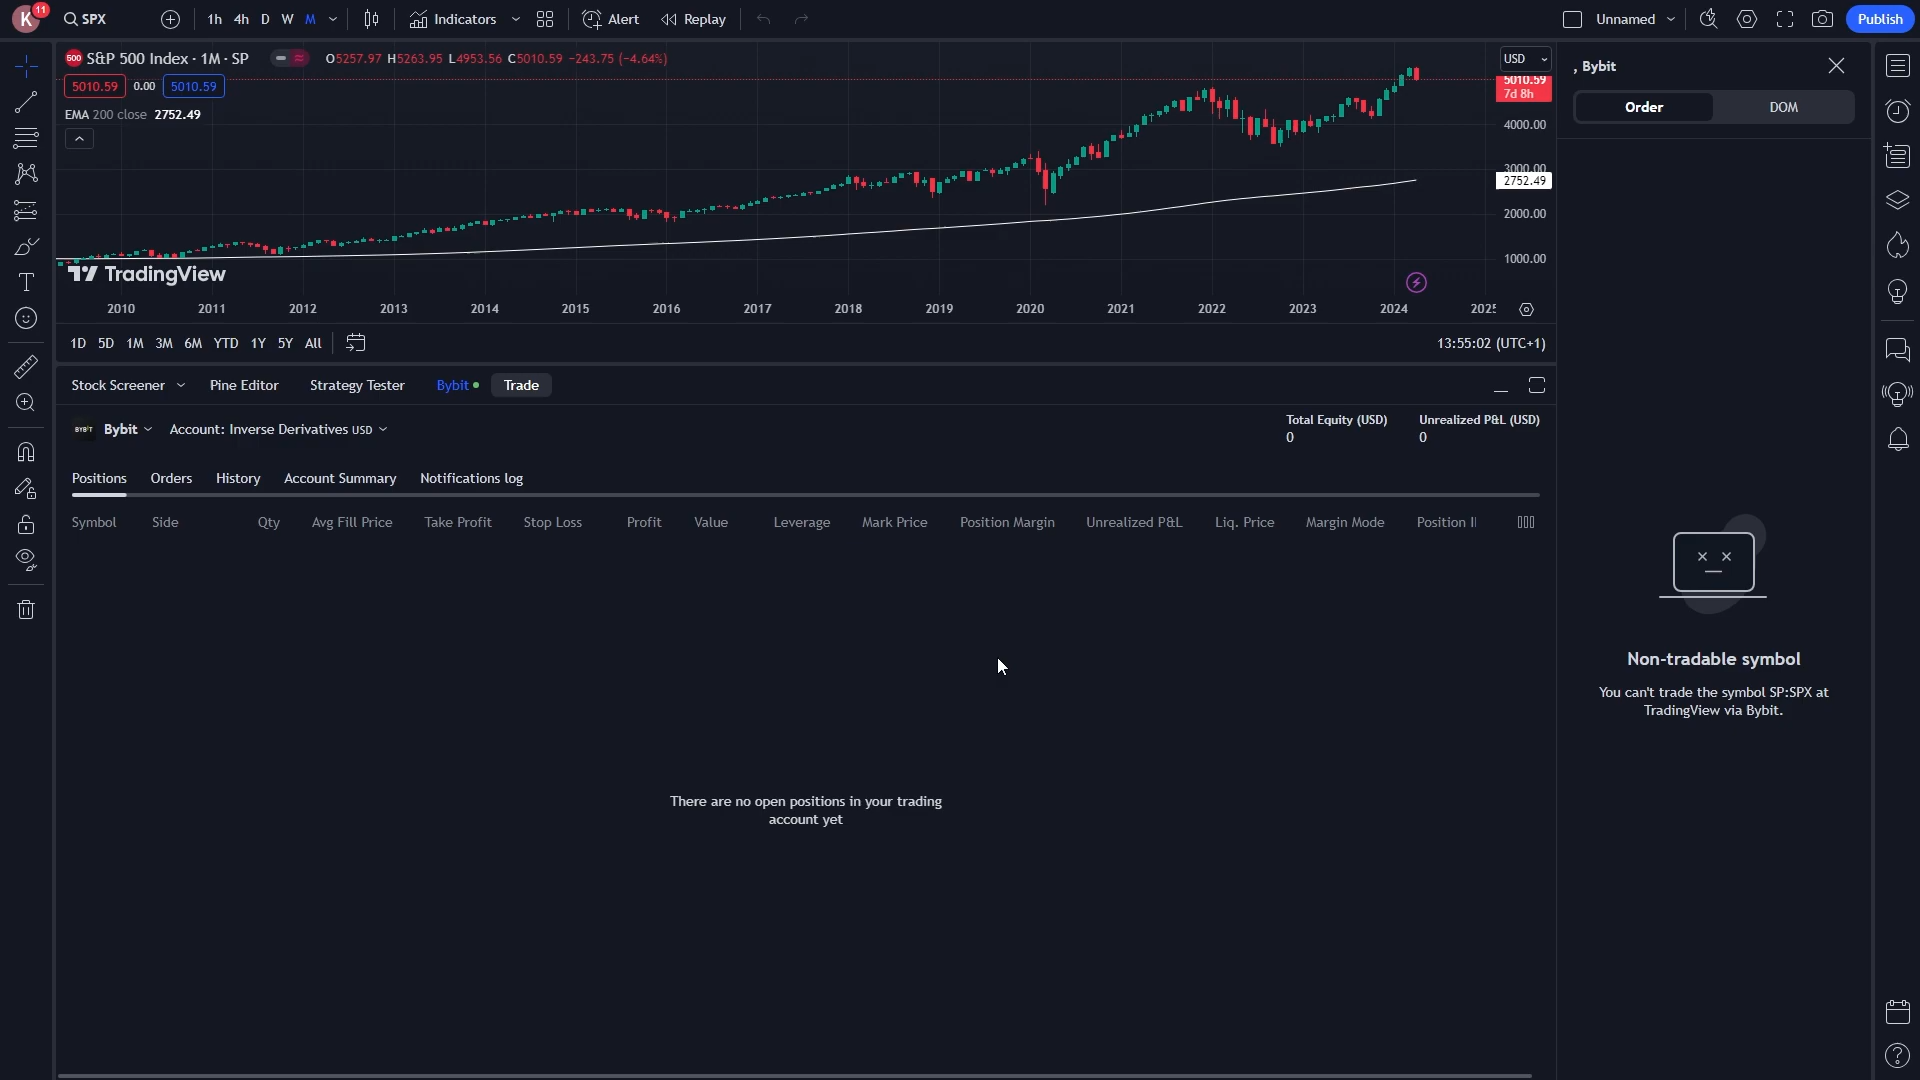 K 11 SPX 1h 4h D W M Indicators Alert Replay Unnamed Publish
500 S&P 500 Index · 1M · SP O5257.97 H5263.95 L4953.56 C5010.59 −243.75 (−4.64%) USD
5010.59 0.00 5010.59
EMA 200 close 2752.49
5010.59
7d 8h
4000.00
3000.00
2752.49
2000.00
1000.00
TradingView
2010 2011 2012 2013 2014 2015 2016 2017 2018 2019 2020 2021 2022 2023 2024 2025
1D 5D 1M 3M 6M YTD 1Y 5Y All 13:55:02 (UTC+1)
Stock Screener Pine Editor Strategy Tester Bybit Trade
BYBIT Bybit Account: Inverse Derivatives USD
Total Equity (USD) Unrealized P&L (USD)
0 0
Positions Orders History Account Summary Notifications log
Symbol Side Qty Avg Fill Price Take Profit Stop Loss Profit Value Leverage Mark Price Position Margin Unrealized P&L Liq. Price Margin Mode Position
There are no open positions in your trading
account yet
, Bybit
Order DOM
Non-tradable symbol
You can't trade the symbol SP:SPX at
TradingView via Bybit.